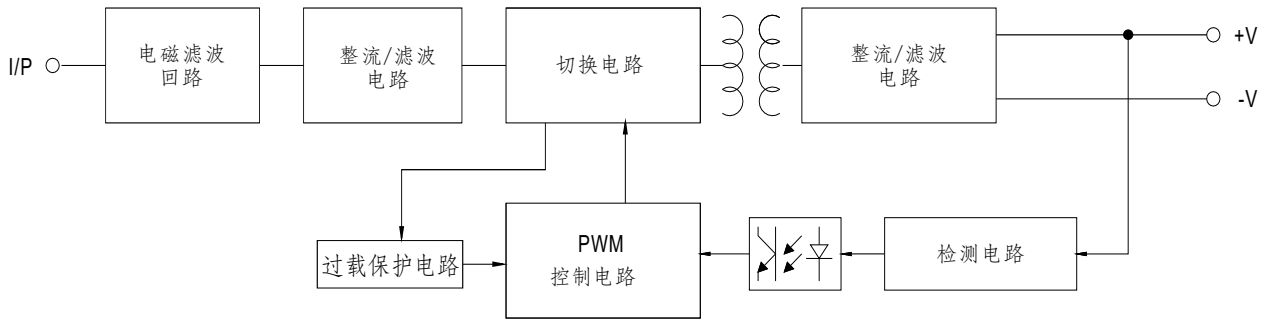 I/P
电磁滤波
回路
整流/滤波
电路
切换电路
整流/滤波
电路
+V
-V
过载保护电路
PWM
控制电路
检测电路